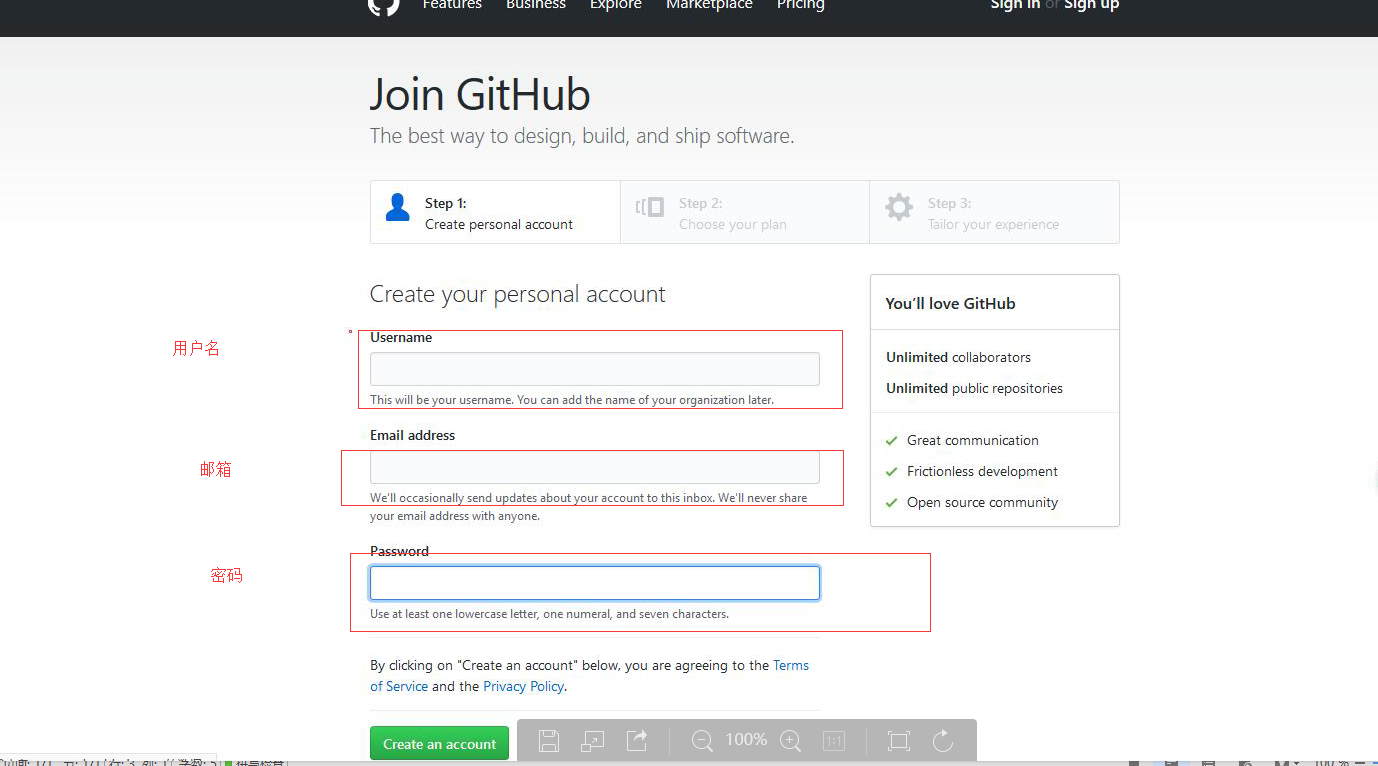 Features Business Explore Marketplace Pricing Sign in or Sign up
Join GitHub
The best way to design, build, and ship software.
Step 1:
Create personal account
Step 2:
Choose your plan
Step 3:
Tailor your experience
Create your personal account
用户名
Username
This will be your username. You can add the name of your organization later.
邮箱
Email address
We'll occasionally send updates about your account to this inbox. We'll never share
your email address with anyone.
密码
Password
Use at least one lowercase letter, one numeral, and seven characters.
By clicking on "Create an account" below, you are agreeing to the Terms
of Service and the Privacy Policy.
Create an account
You’ll love GitHub
Unlimited collaborators
Unlimited public repositories
Great communication
Frictionless development
Open source community
100%
1:1
100 %